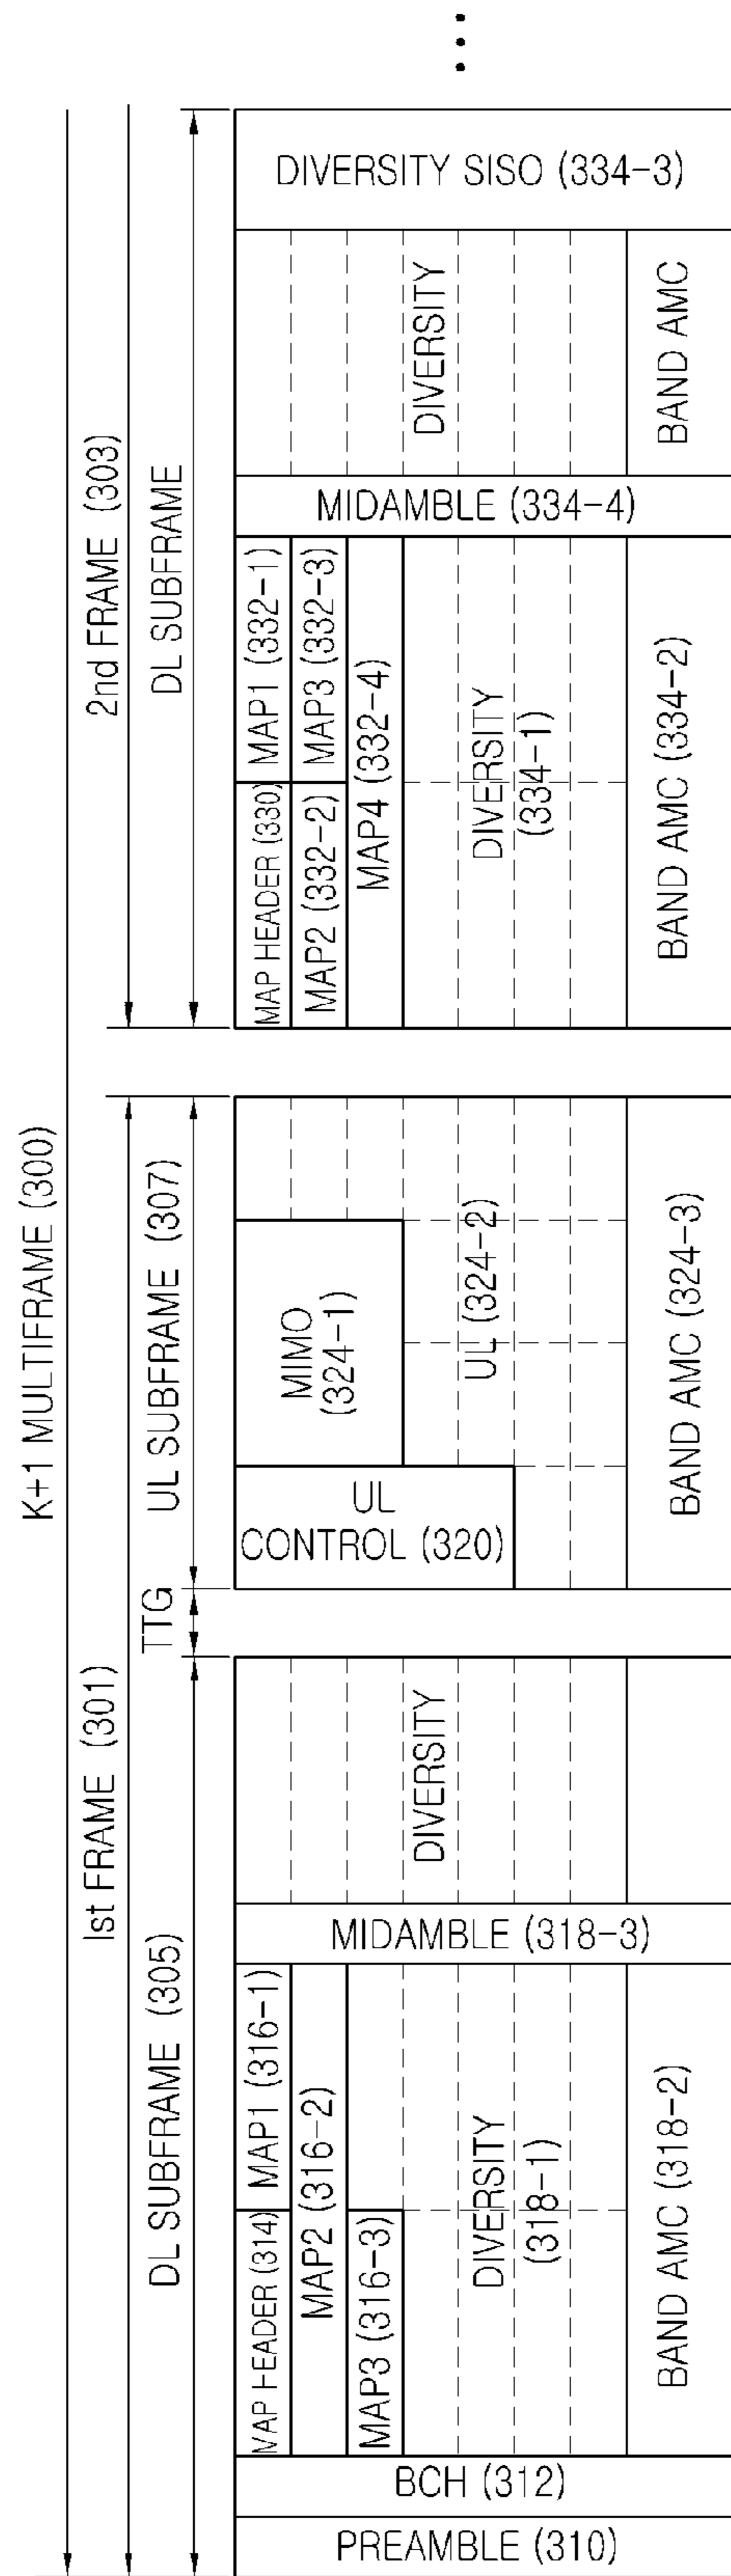 K+1 MULTIFRAME (300)
Ist FRAME (301)
2nd FRAME (303)
DL SUBFRAME (305)
TTG
UL SUBFRAME (307)
DL SUBFRAME
PREAMBLE (310)
BCH (312)
MAP HEADER (314)
MAP1 (316-1)
MAP2 (316-2)
MAP3 (316-3)
DIVERSITY
(318-1)
BAND AMC (318-2)
MIDAMBLE (318-3)
DIVERSITY
UL
CONTROL (320)
MIMO
(324-1)
UL (324-2)
BAND AMC (324-3)
MAP HEADER (330)
MAP1 (332-1)
MAP2 (332-2)
MAP3 (332-3)
MAP4 (332-4)
DIVERSITY
(334-1)
BAND AMC (334-2)
MIDAMBLE (334-4)
DIVERSITY
BAND AMC
DIVERSITY SISO (334-3)
...